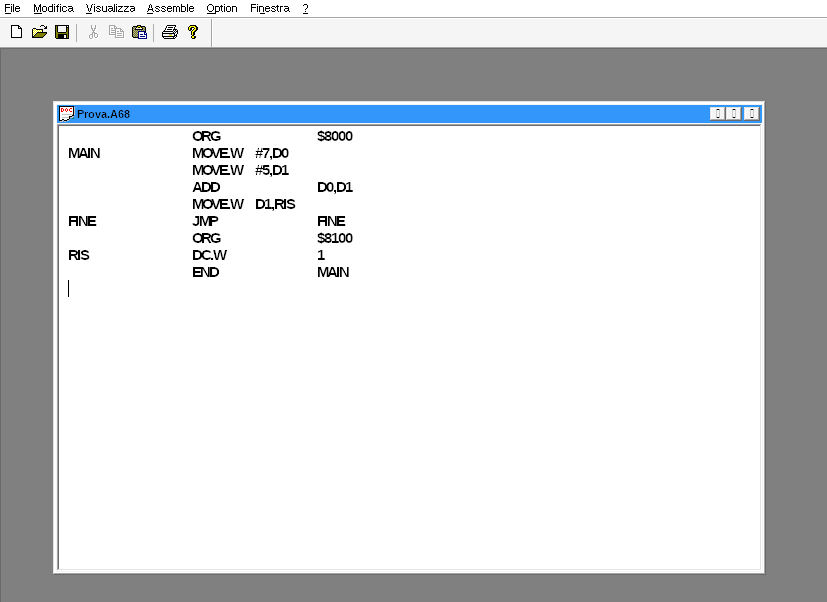 File Modifica Visualizza Assemble Option Finestra ?
Prova.A68
ORG $8000
MAIN MOVE.W #7,D0
MOVE.W #5,D1
ADD D0,D1
MOVE.W D1,RIS
FINE JMP FINE
ORG $8100
RIS DC.W 1
END MAIN